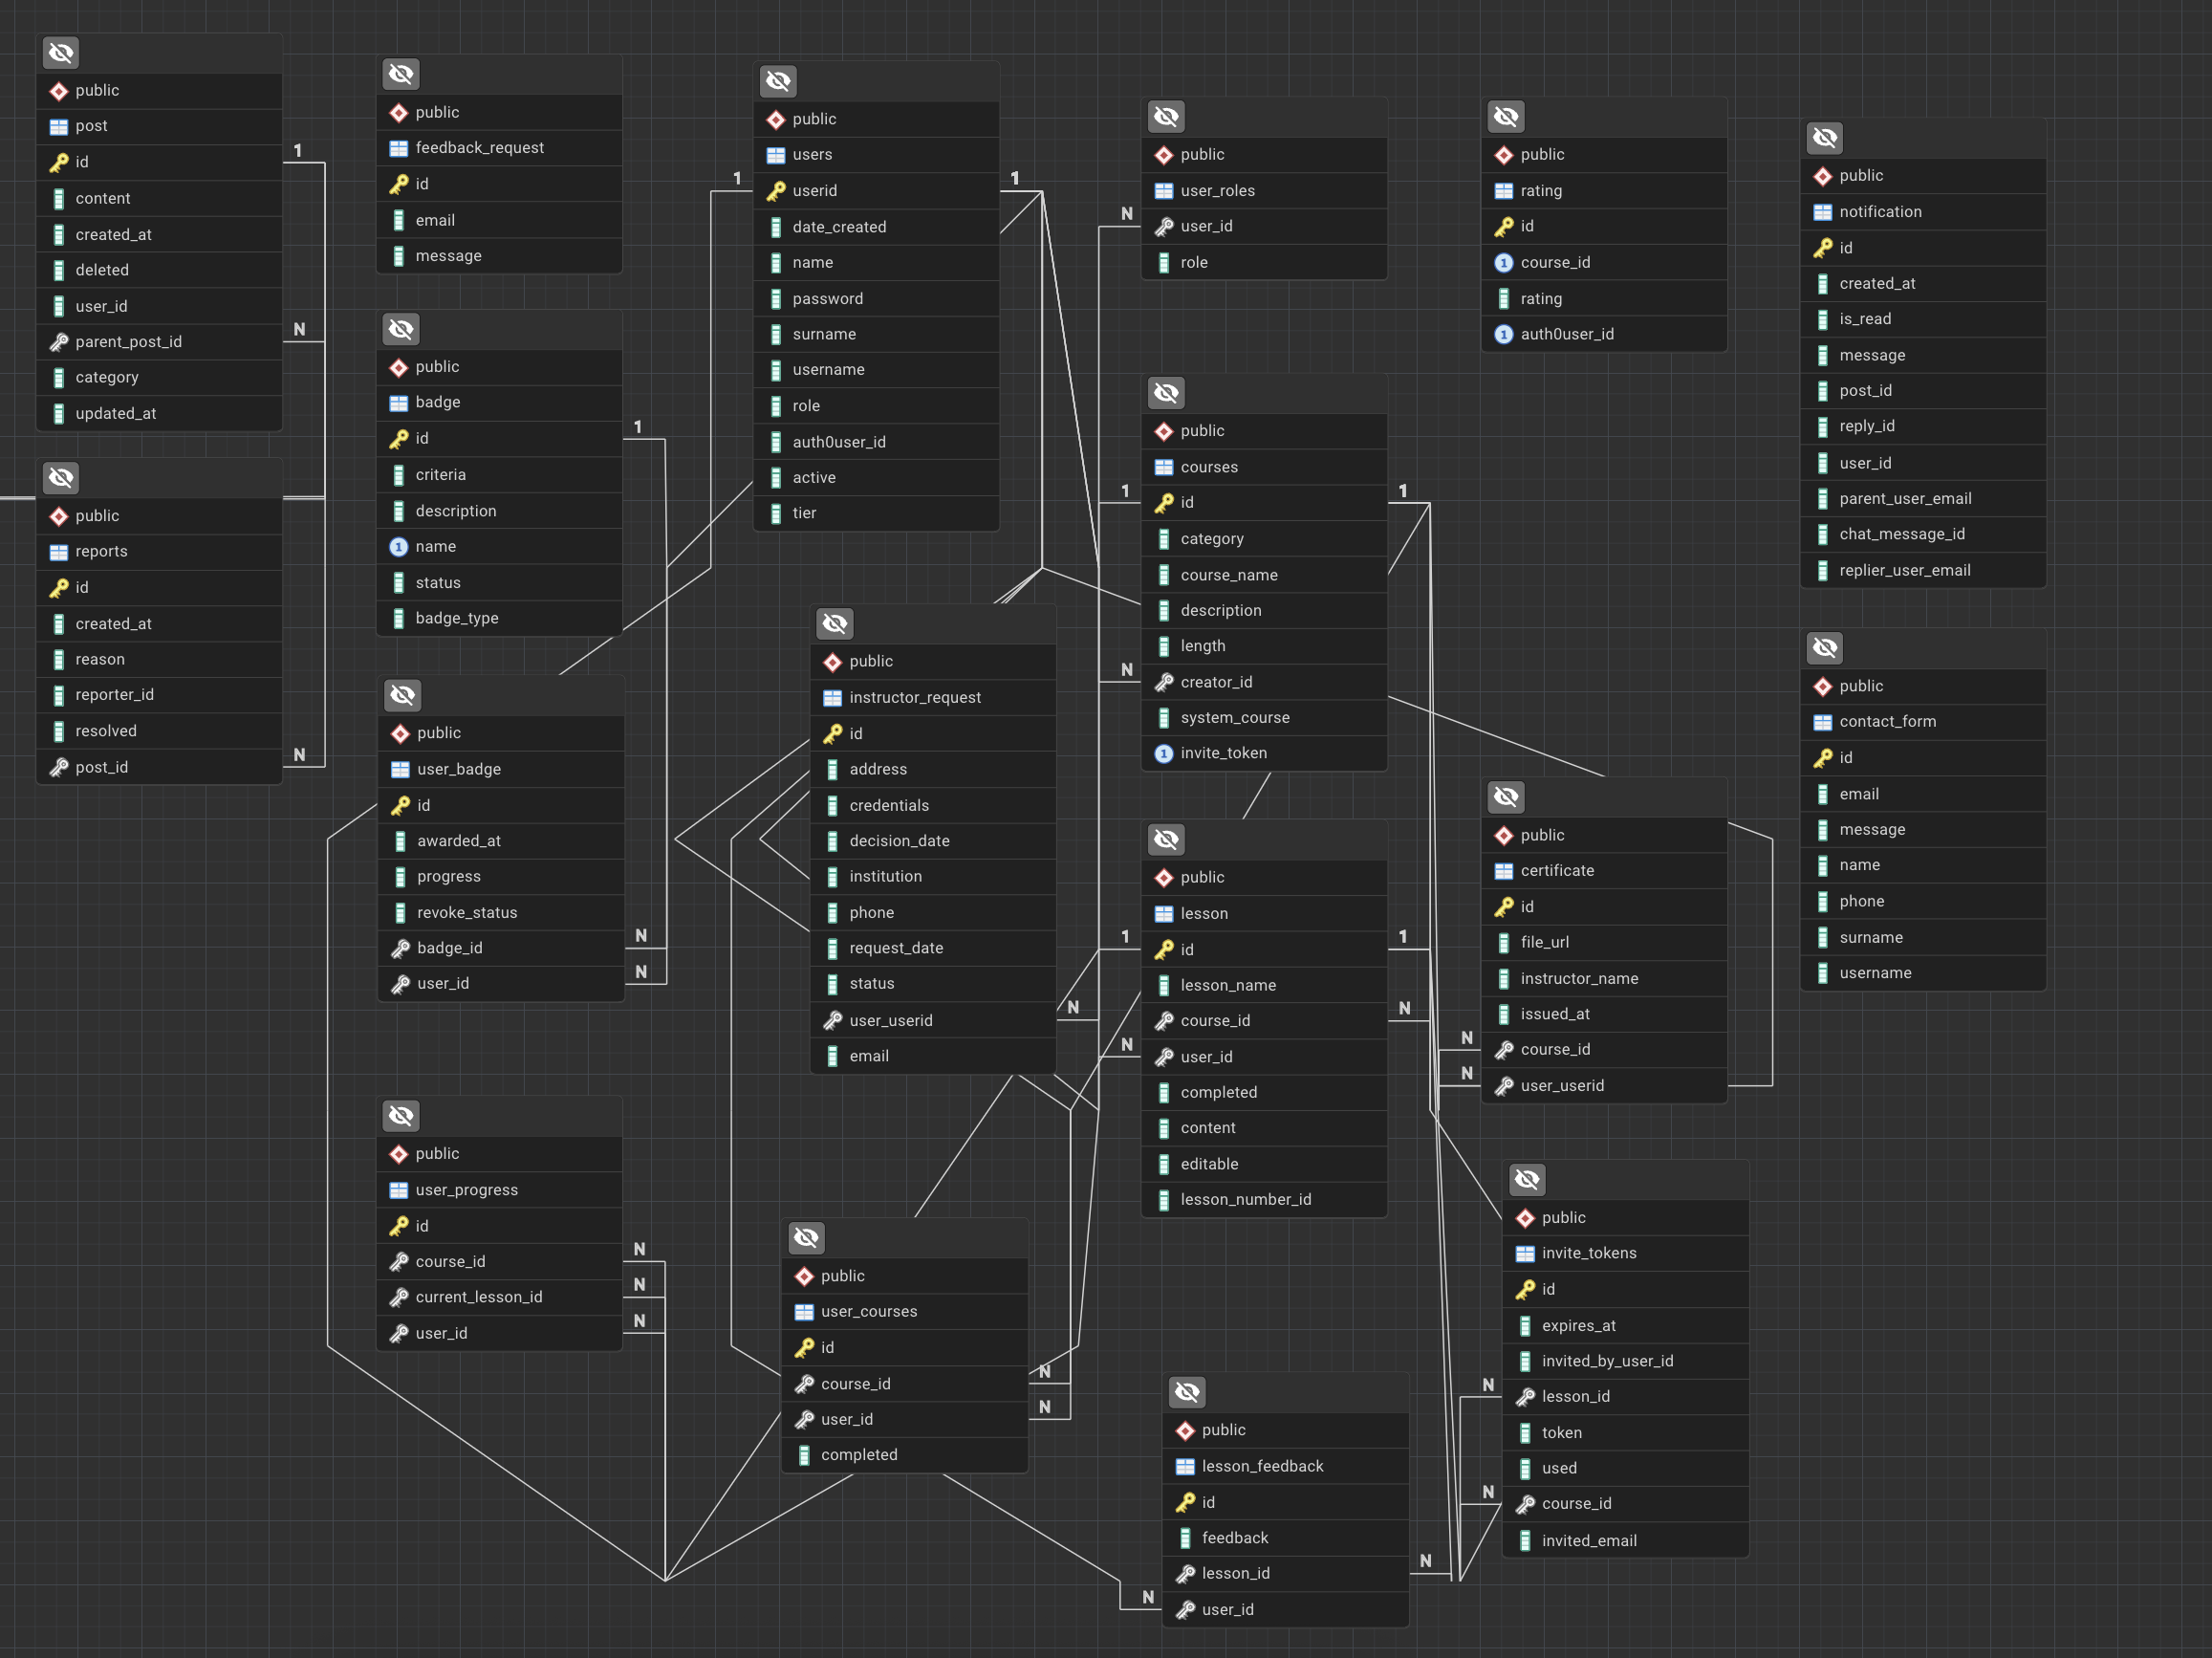 public
post
id
content
created_at
deleted
user_id
parent_post_id
category
updated_at
1
N
public
reports
id
created_at
reason
reporter_id
resolved
post_id
N
public
feedback_request
id
email
message
public
badge
id
criteria
description
1
name
status
badge_type
1
public
user_badge
id
awarded_at
progress
revoke_status
badge_id
user_id
N
N
public
user_progress
id
course_id
current_lesson_id
user_id
N
N
N
public
users
1
userid
1
date_created
name
password
surname
username
role
auth0user_id
active
tier
public
instructor_request
id
address
credentials
decision_date
institution
phone
request_date
status
user_userid
N
email
public
user_courses
id
course_id
N
user_id
N
completed
public
user_roles
N
user_id
role
public
courses
1
id
1
category
course_name
description
length
N
creator_id
system_course
1
invite_token
public
lesson
1
id
1
lesson_name
course_id
N
N
user_id
completed
content
editable
lesson_number_id
public
lesson_feedback
id
feedback
lesson_id
N
N
user_id
public
rating
id
1
course_id
rating
1
auth0user_id
public
certificate
id
file_url
instructor_name
issued_at
N
course_id
N
user_userid
public
invite_tokens
id
expires_at
invited_by_user_id
N
lesson_id
token
used
N
course_id
invited_email
public
notification
id
created_at
is_read
message
post_id
reply_id
user_id
parent_user_email
chat_message_id
replier_user_email
public
contact_form
id
email
message
name
phone
surname
username